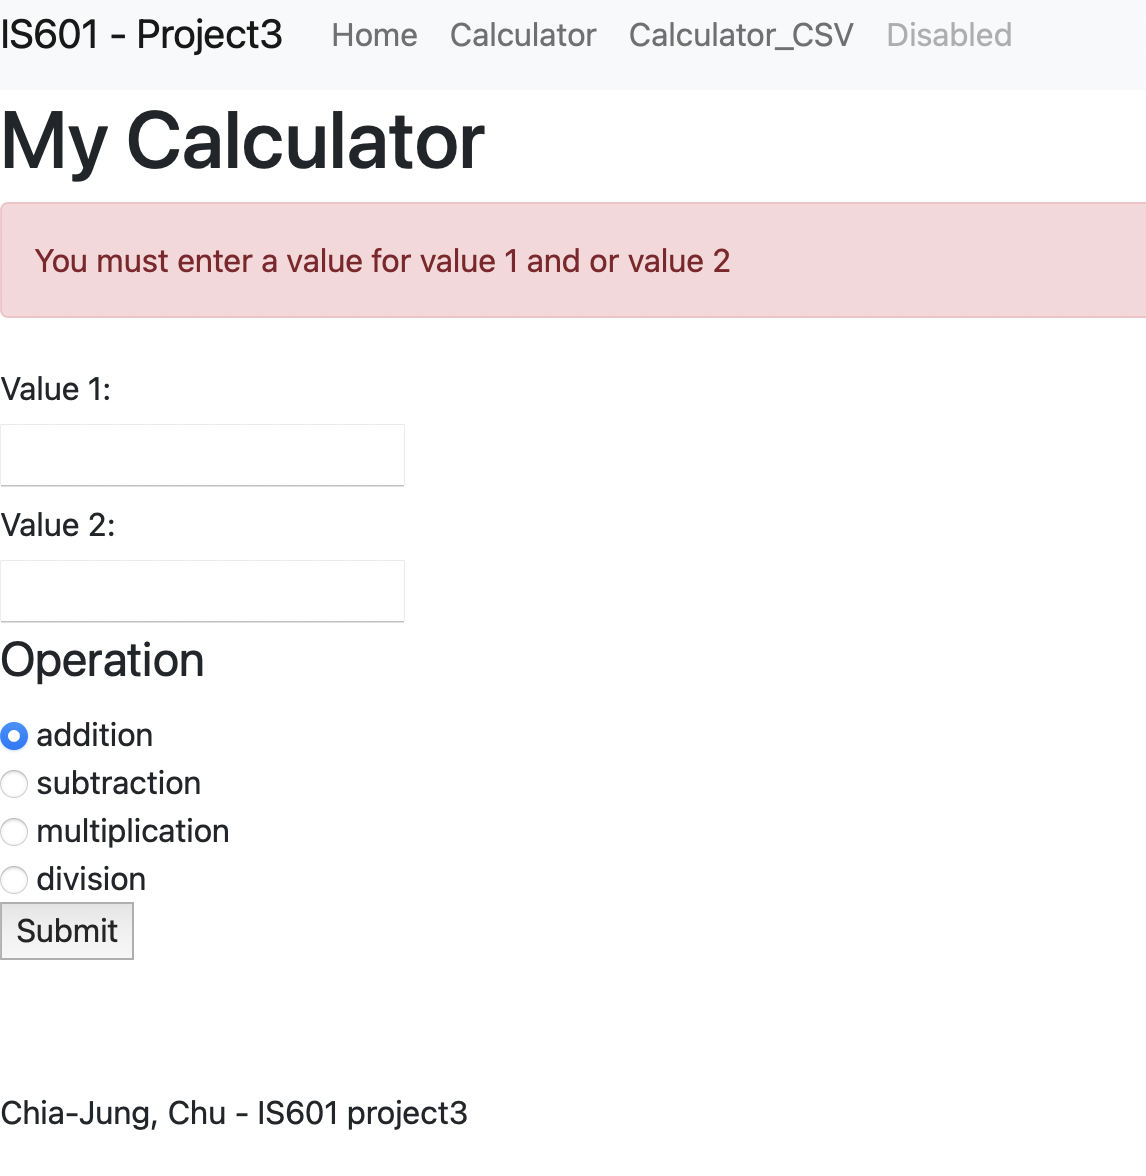 IS601 - Project3 Home Calculator Calculator_CSV Disabled
My Calculator
You must enter a value for value 1 and or value 2
Value 1:
Value 2:
Operation
addition
subtraction
multiplication
division
Submit
Chia-Jung, Chu - IS601 project3